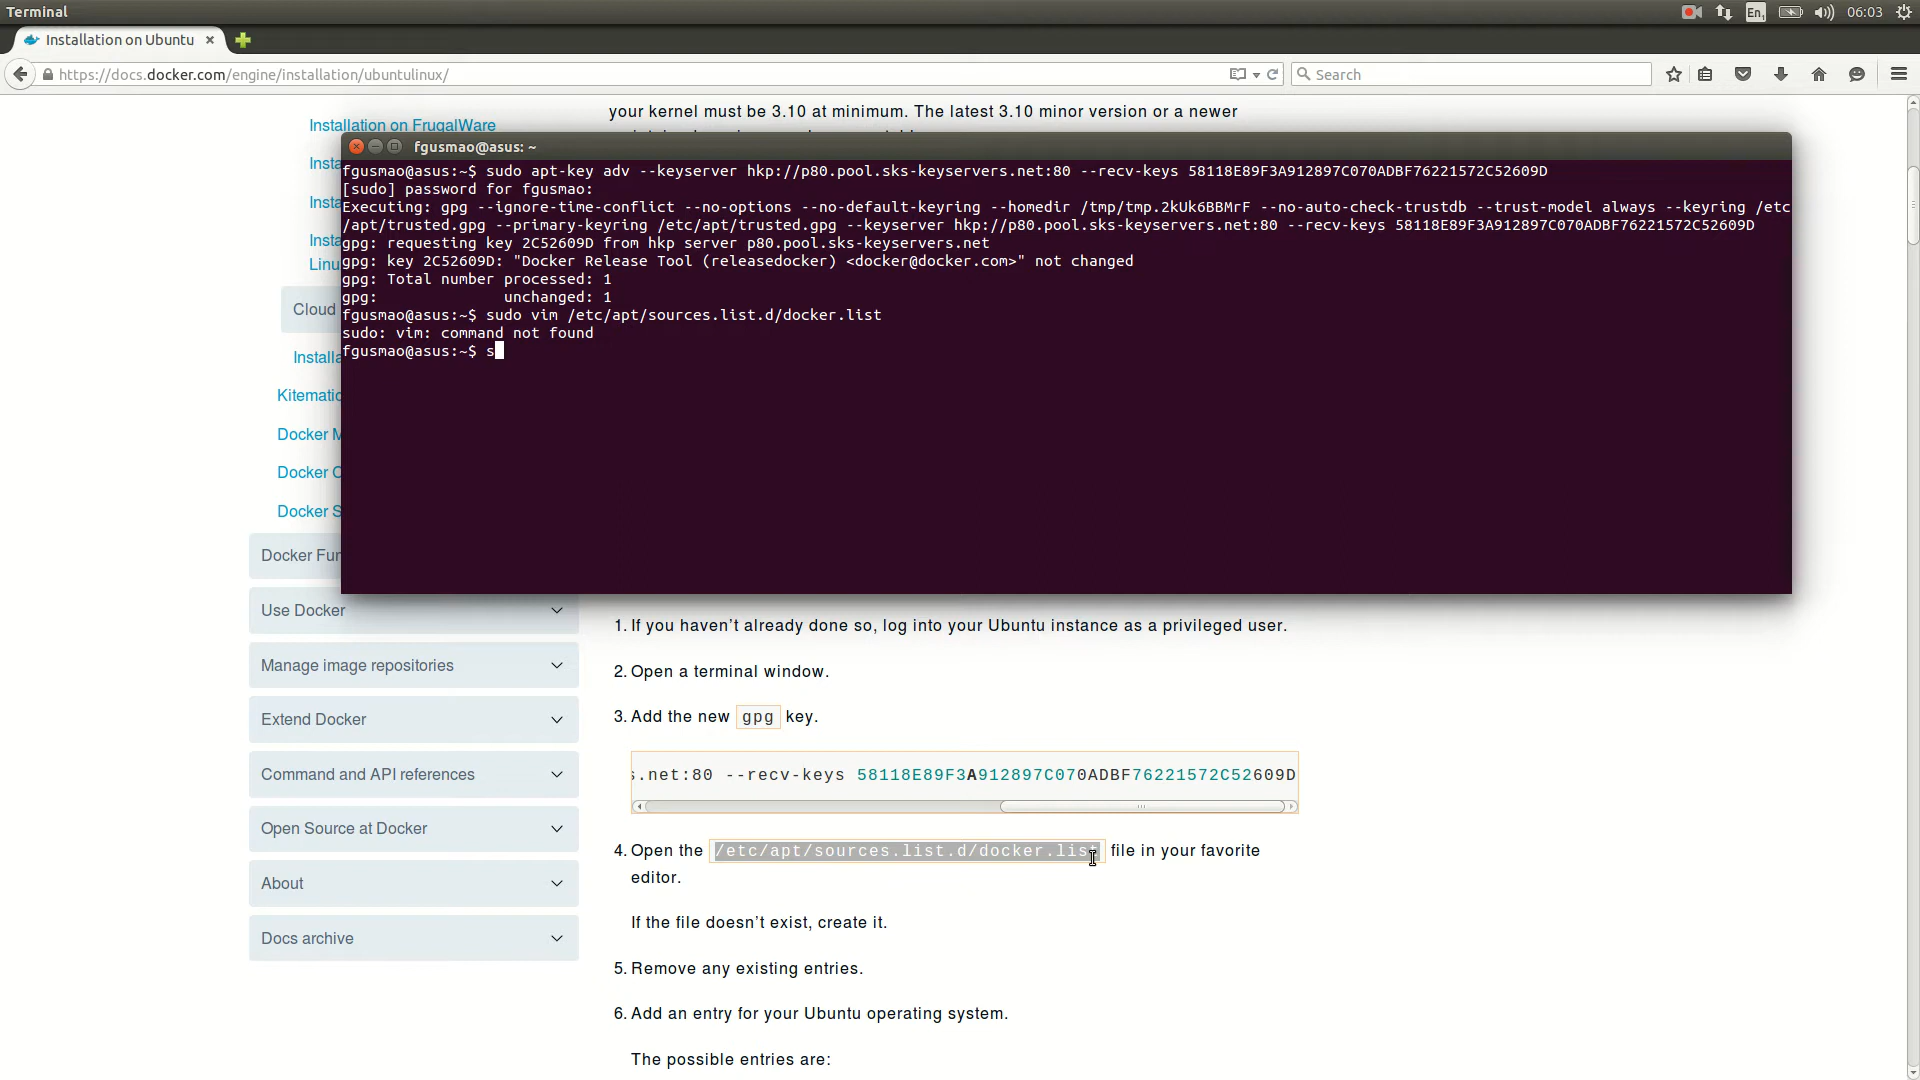 Terminal
En
06:03
Installation on Ubuntu
https://docs.docker.com/engine/installation/ubuntulinux/
Search
your kernel must be 3.10 at minimum. The latest 3.10 minor version or a newer
Installation on FrugalWare
Insta
Insta
Insta
Linu
Cloud
Installa
Kitematic
Docker M
Docker C
Docker S
Docker Fun
Use Docker
Manage image repositories
Extend Docker
Command and API references
Open Source at Docker
About
Docs archive
fgusmao@asus: ~
fgusmao@asus:~$ sudo apt-key adv --keyserver hkp://p80.pool.sks-keyservers.net:80 --recv-keys 58118E89F3A912897C070ADBF76221572C52609D
[sudo] password for fgusmao:
Executing: gpg --ignore-time-conflict --no-options --no-default-keyring --homedir /tmp/tmp.2kUk6BBMrF --no-auto-check-trustdb --trust-model always --keyring /etc
/apt/trusted.gpg --primary-keyring /etc/apt/trusted.gpg --keyserver hkp://p80.pool.sks-keyservers.net:80 --recv-keys 58118E89F3A912897C070ADBF76221572C52609D
gpg: requesting key 2C52609D from hkp server p80.pool.sks-keyservers.net
gpg: key 2C52609D: "Docker Release Tool (releasedocker) <docker@docker.com>" not changed
gpg: Total number processed: 1
gpg:              unchanged: 1
fgusmao@asus:~$ sudo vim /etc/apt/sources.list.d/docker.list
sudo: vim: command not found
fgusmao@asus:~$ s
1. If you haven’t already done so, log into your Ubuntu instance as a privileged user.
2. Open a terminal window.
3. Add the new gpg key.
s.net:80 --recv-keys 58118E89F3A912897C070ADBF76221572C52609D
4. Open the /etc/apt/sources.list.d/docker.list file in your favorite
editor.
If the file doesn’t exist, create it.
5. Remove any existing entries.
6. Add an entry for your Ubuntu operating system.
The possible entries are: